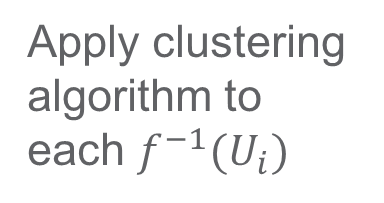 Apply clustering
algorithm to
each f⁻¹(Uᵢ)